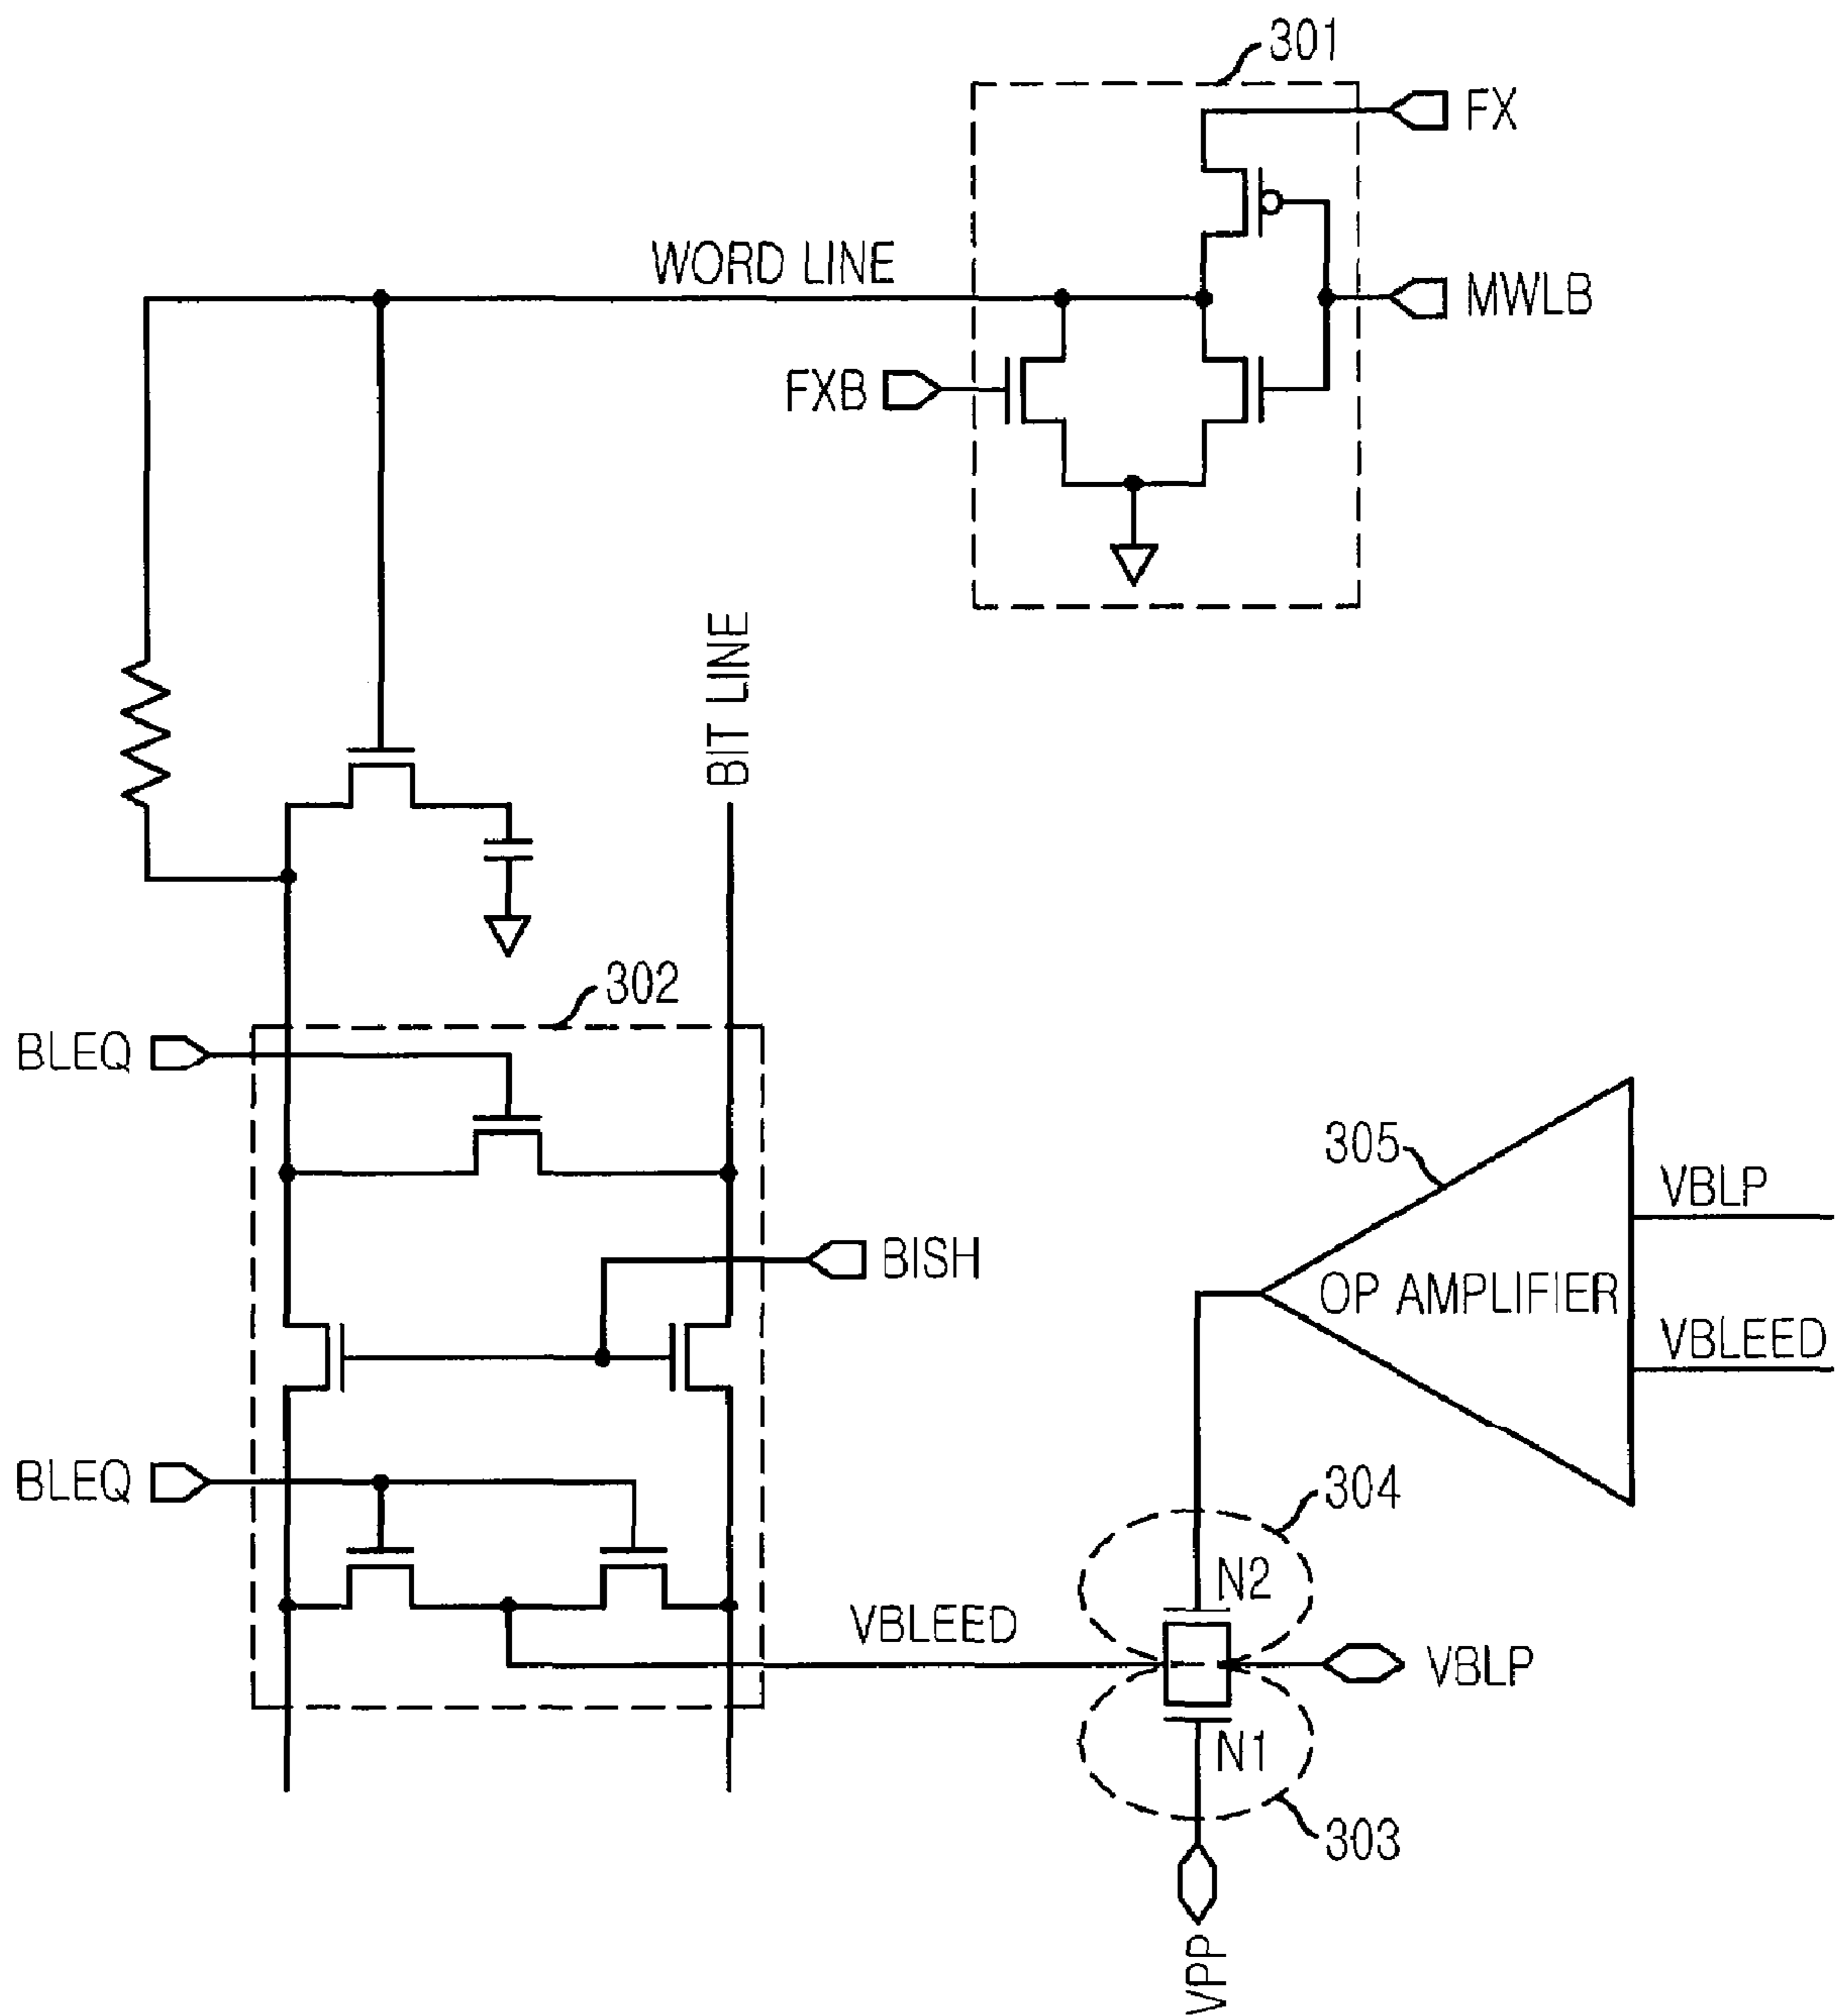 301
FX
WORD LINE
MWLB
FXB
BIT LINE
302
BLEQ
305
VBLP
BISH
OP AMPLIFIER
VBLEED
BLEQ
304
N2
VBLEED
VBLP
N1
303
VPP